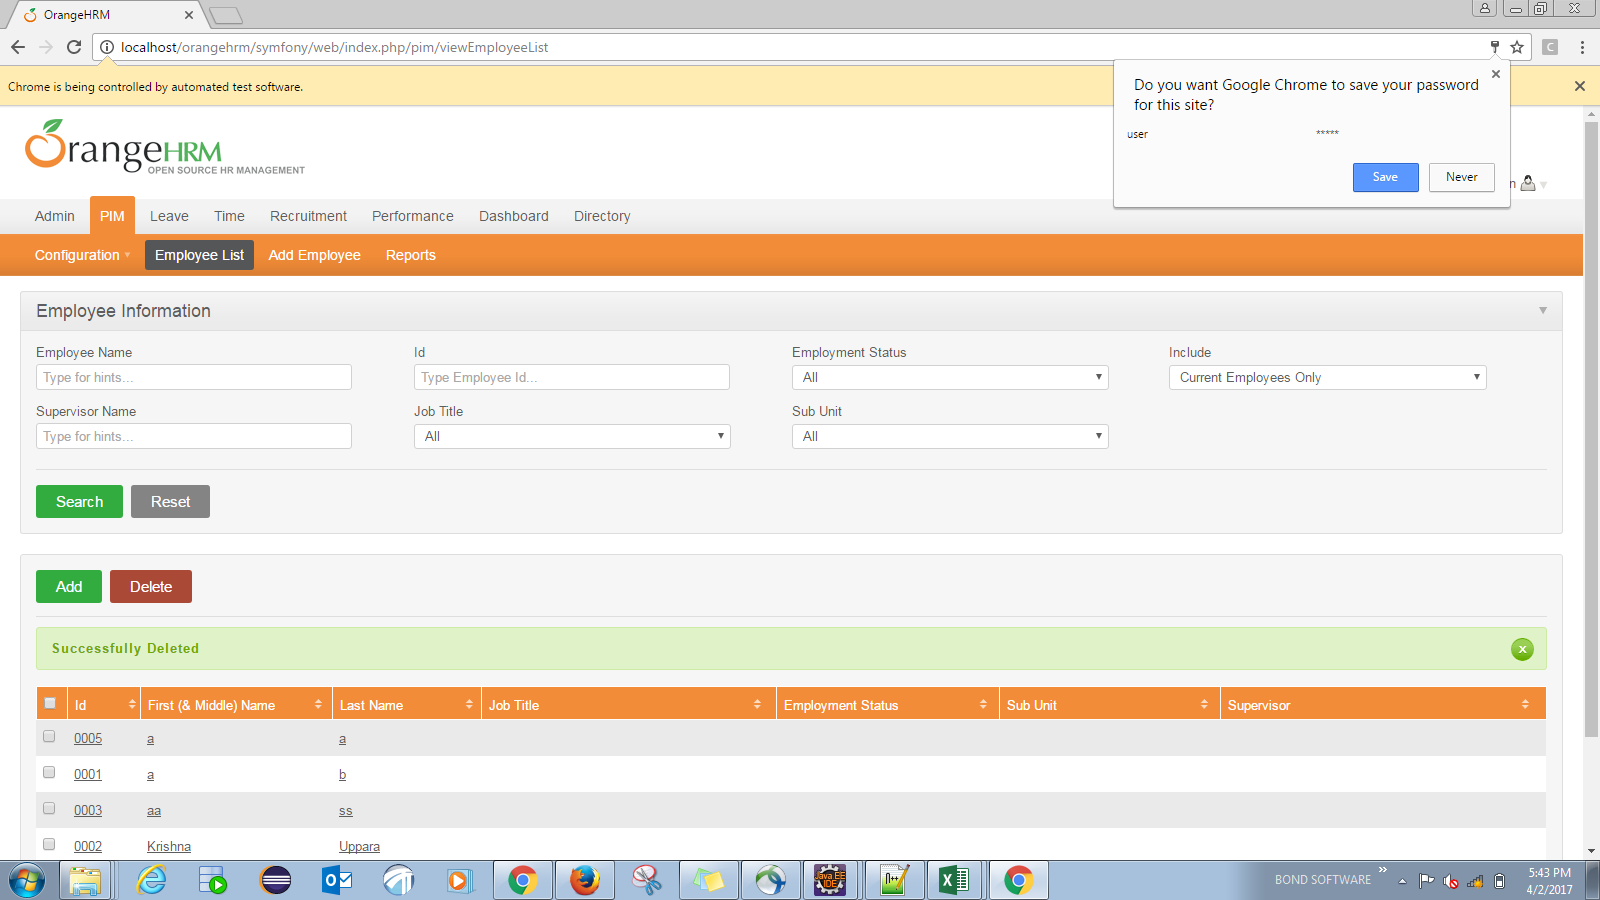 OrangeHRM
localhost/orangehrm/symfony/web/index.php/pim/viewEmployeeList
C
Chrome is being controlled by automated test software.
Do you want Google Chrome to save your password
for this site?
user *****
Save Never
OrangeHRM
OPEN SOURCE HR MANAGEMENT
n
Admin PIM Leave Time Recruitment Performance Dashboard Directory
Configuration Employee List Add Employee Reports
Employee Information
Employee Name Id Employment Status Include
Type for hints... Type Employee Id... All Current Employees Only
Supervisor Name Job Title Sub Unit
Type for hints... All All
Search Reset
Add Delete
Successfully Deleted
Id First (& Middle) Name Last Name Job Title Employment Status Sub Unit Supervisor
0005 a a
0001 a b
0003 aa ss
0002 Krishna Uppara
Java EE
IDE
BOND SOFTWARE
5:43 PM
4/2/2017